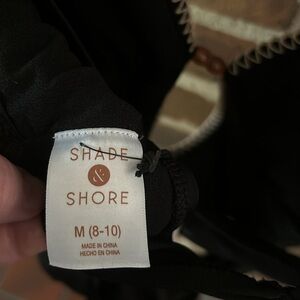 SHADE
&
SHORE
M (8-10)
MADE IN CHINA
HECHO EN CHINA